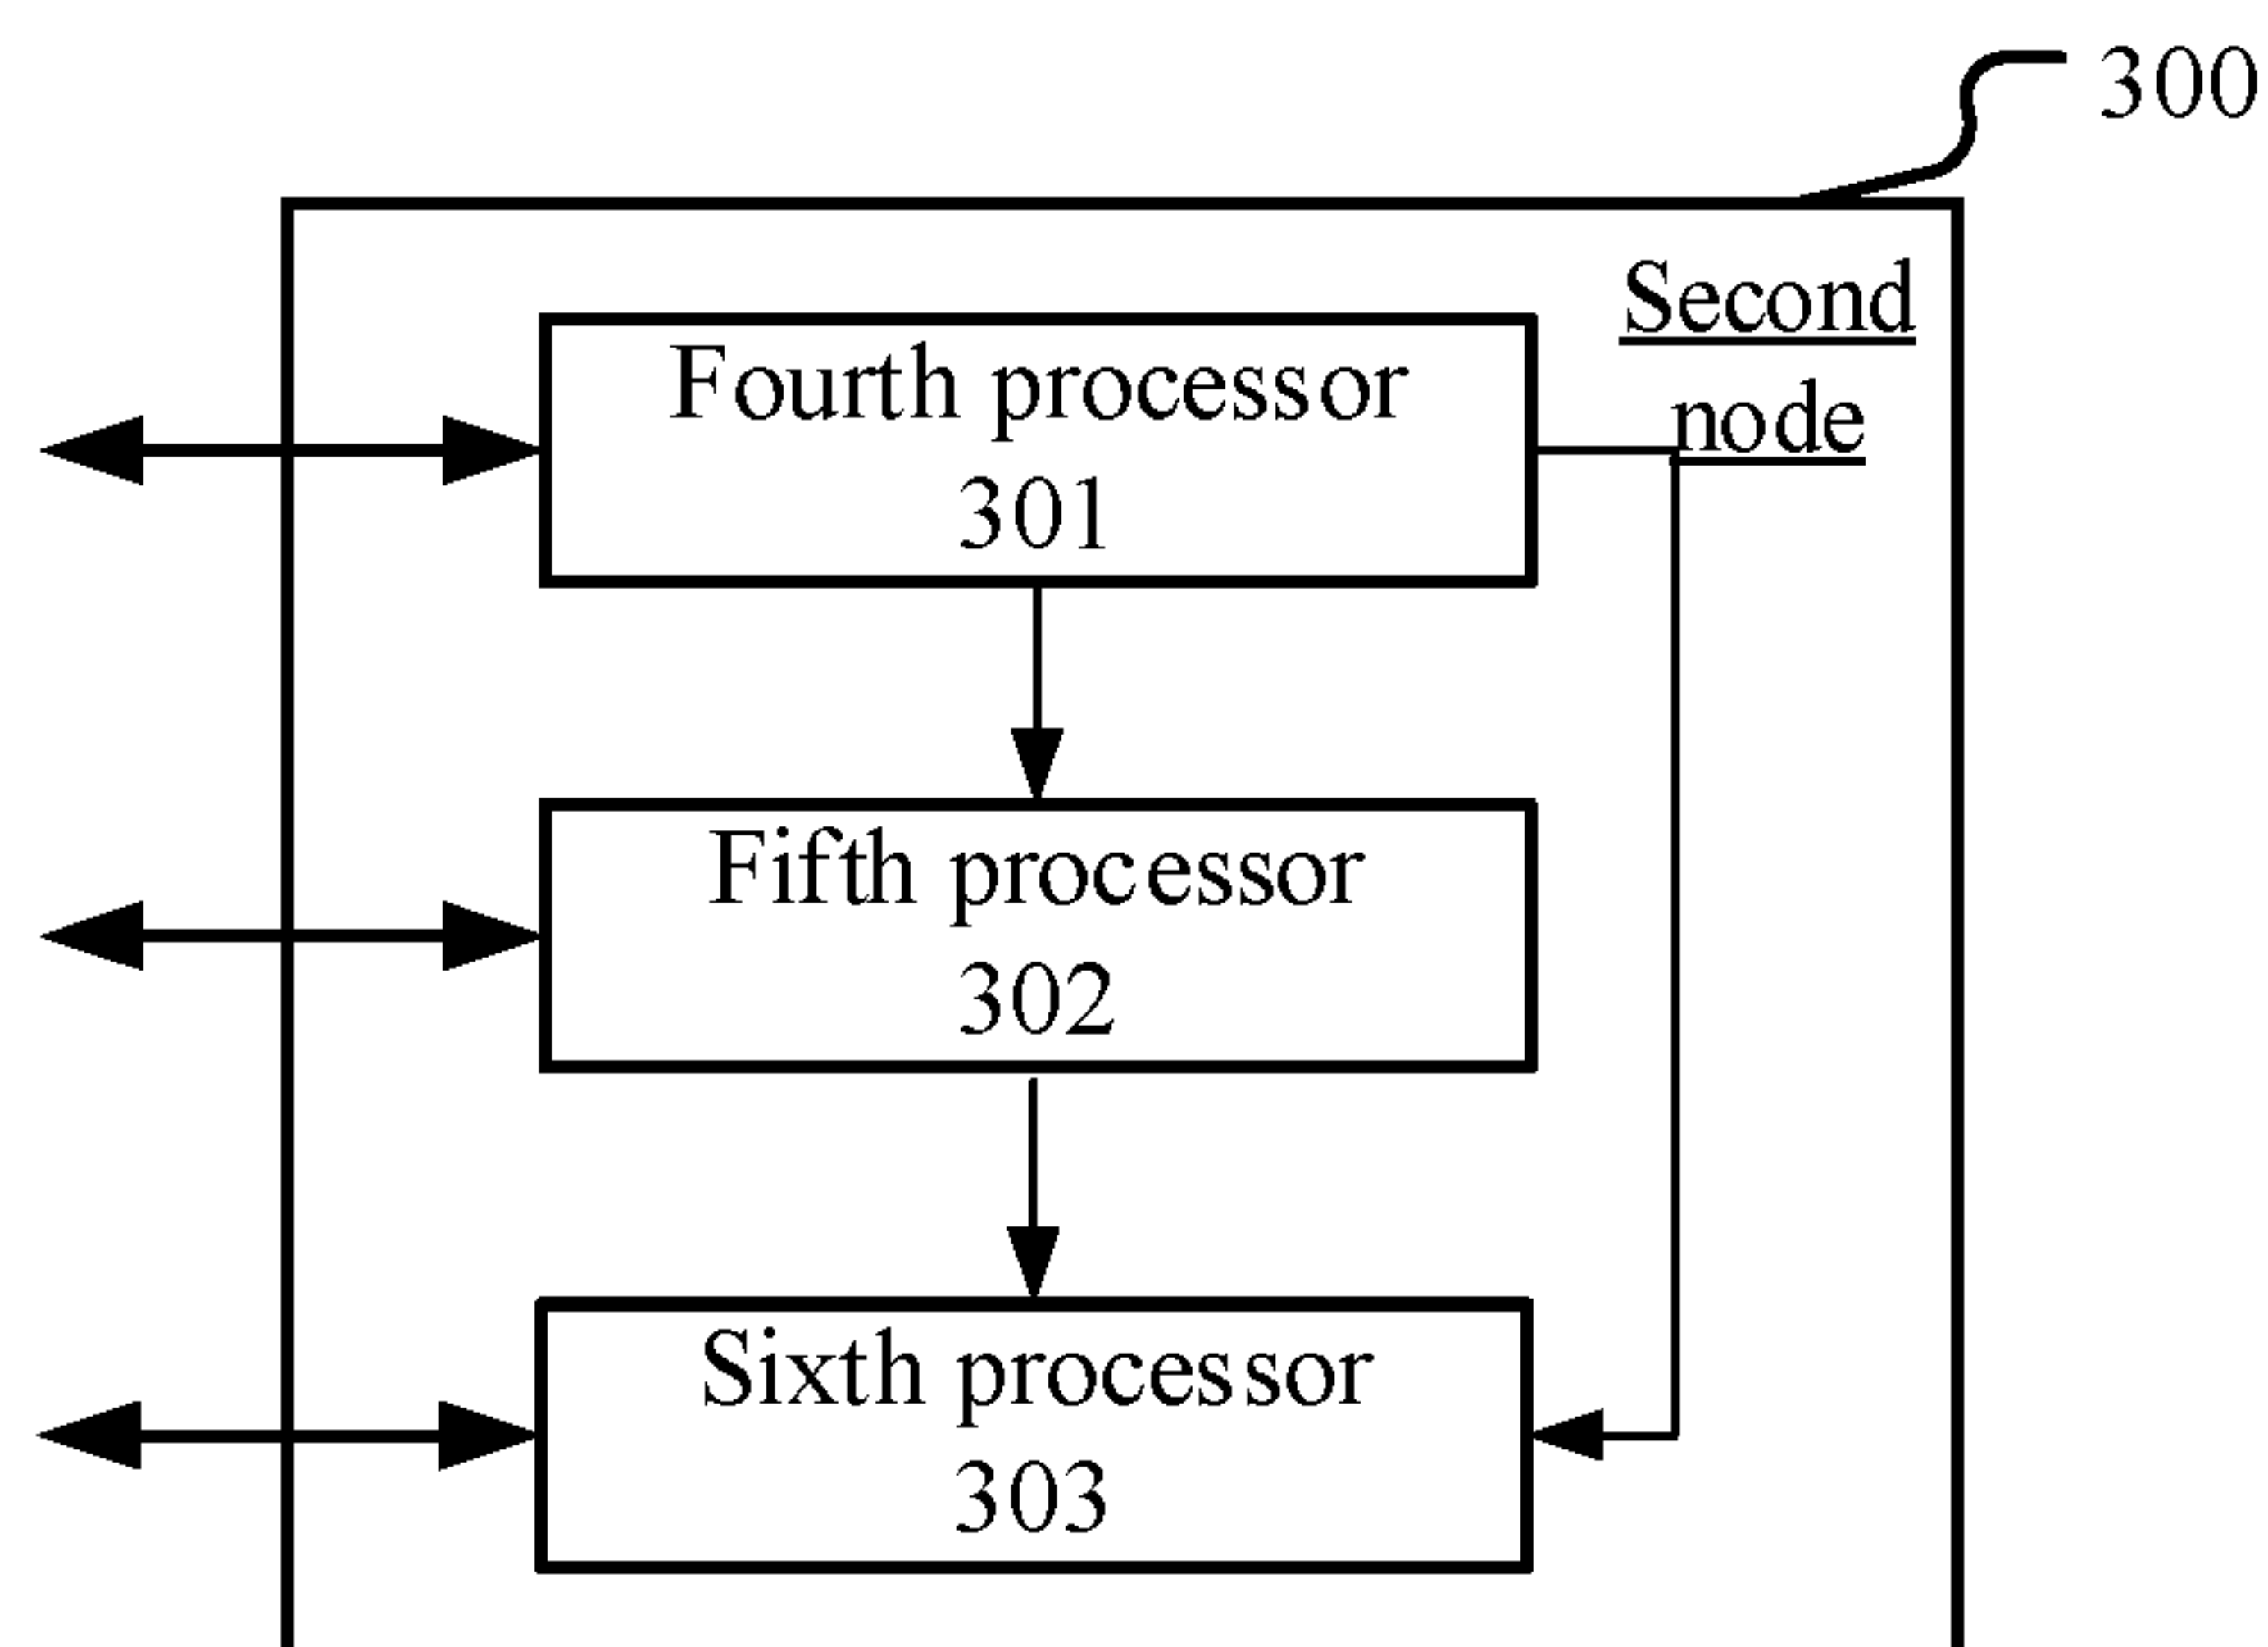 300
Second
node
Fourth processor
301
Fifth processor
302
Sixth processor
303